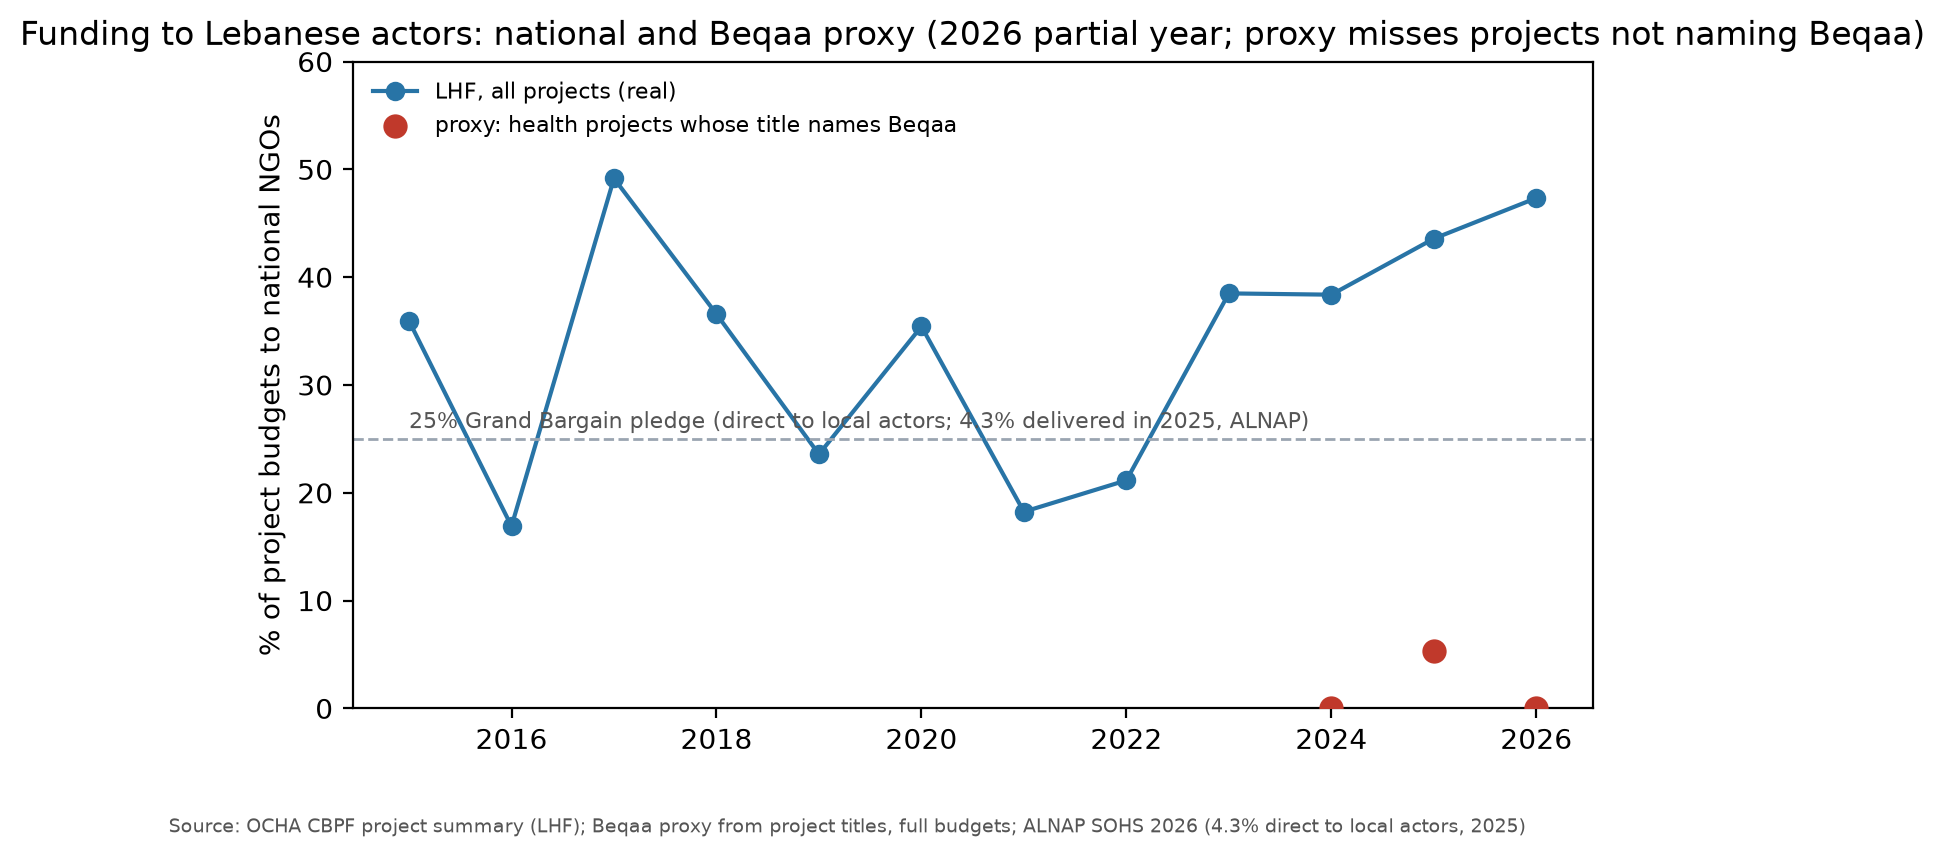 Funding to Lebanese actors: national and Beqaa proxy (2026 partial year; proxy misses projects not naming Beqaa)
LHF, all projects (real)
proxy: health projects whose title names Beqaa
% of project budgets to national NGOs
60
50
40
30
20
10
0
25% Grand Bargain pledge (direct to local actors; 4.3% delivered in 2025, ALNAP)
2016 2018 2020 2022 2024 2026
Source: OCHA CBPF project summary (LHF); Beqaa proxy from project titles, full budgets; ALNAP SOHS 2026 (4.3% direct to local actors, 2025)